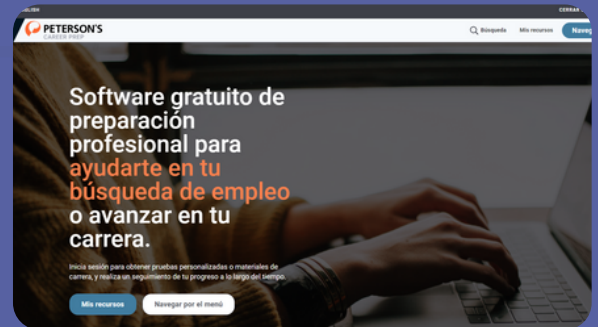 CERRAR
PETERSON'S
CAREER PREP
Búsqueda
Mis recursos
Software gratuito de
preparación
profesional para
ayudarte en tu
búsqueda de empleo
o avanzar en tu
carrera.
Inicia sesión para obtener pruebas personalizadas o materiales de
carrera, y realiza un seguimiento de tu progreso a lo largo del tiempo.
Mis recursos
Navegar por el menú